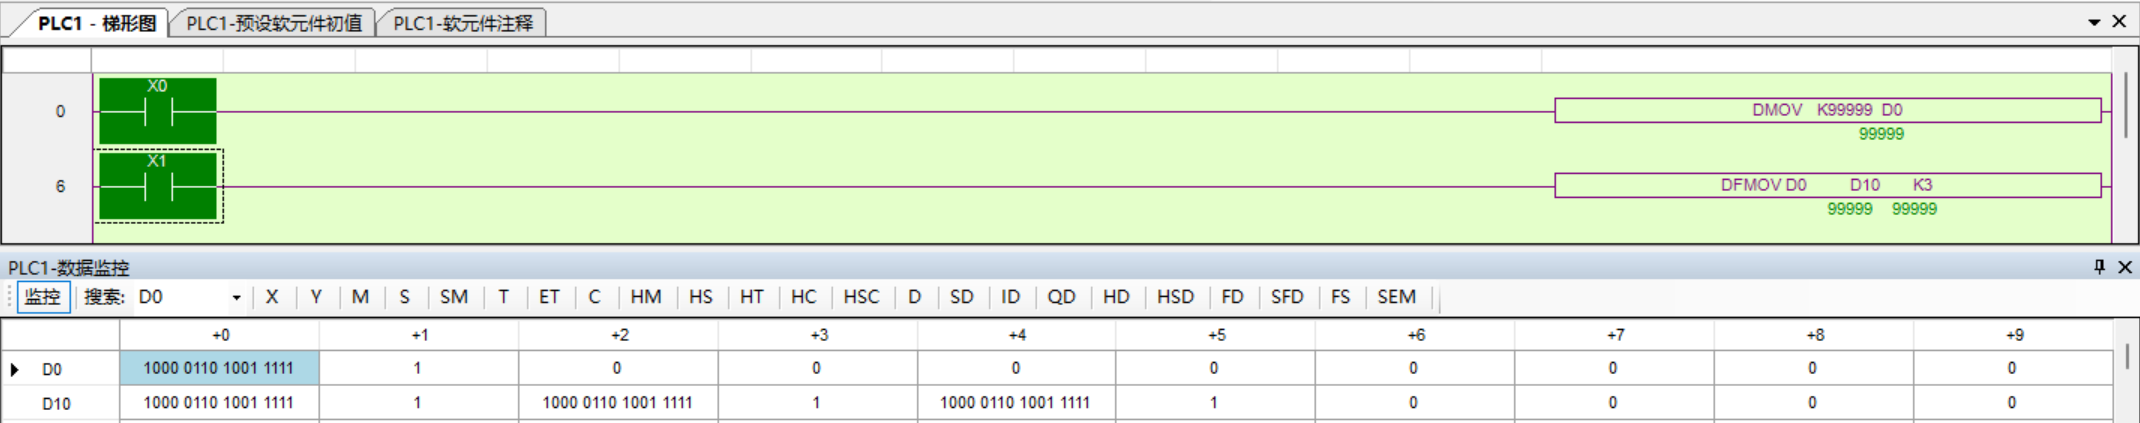 PLC1 - 梯形图 PLC1-预设软元件初值 PLC1-软元件注释
X0
0 DMOV K99999 D0
99999
X1
6 DFMOV D0 D10 K3
99999 99999
PLC1-数据监控
监控 搜索: D0 X Y M S SM T ET C HM HS HT HC HSC D SD ID QD HD HSD FD SFD FS SEM
+0 +1 +2 +3 +4 +5 +6 +7 +8 +9
D0 1000 0110 1001 1111 1 0 0 0 0 0 0 0 0
D10 1000 0110 1001 1111 1 1000 0110 1001 1111 1 1000 0110 1001 1111 1 0 0 0 0